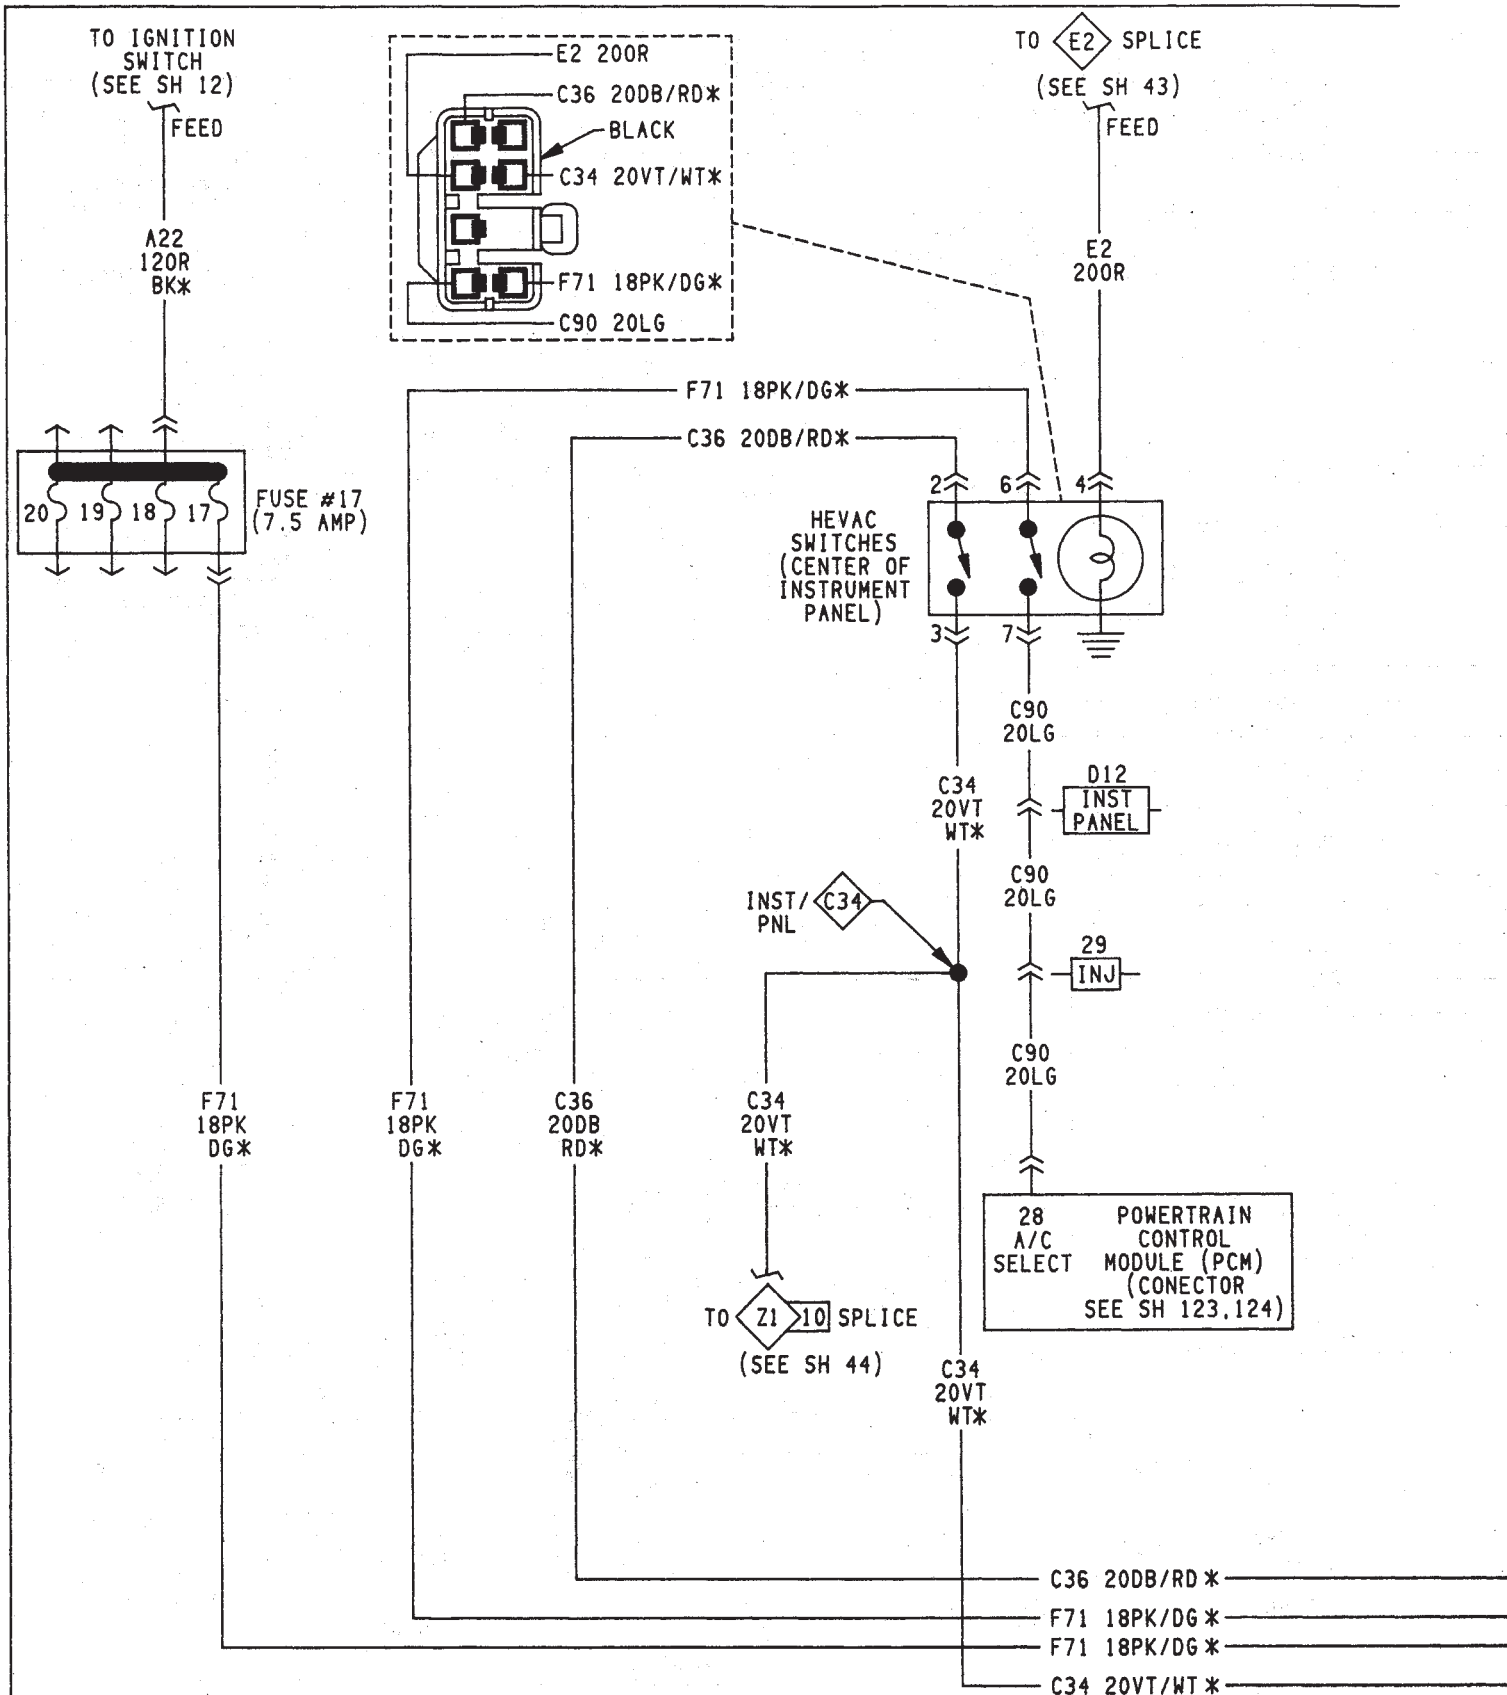 TO IGNITION
SWITCH
(SEE SH 12)
FEED
A22
12OR
BK*
20 19 18 17
FUSE #17
(7.5 AMP)
E2 20OR
C36 20DB/RD*
BLACK
C34 20VT/WT*
F71 18PK/DG*
C90 20LG
TO E2 SPLICE
(SEE SH 43)
FEED
E2
20OR
F71 18PK/DG*
C36 20DB/RD*
2 6 4
HEVAC
SWITCHES
(CENTER OF
INSTRUMENT
PANEL)
3 7
C90
20LG
D12
INST
PANEL
C34
20VT
WT*
C90
20LG
INST/
PNL
C34
29
INJ
C90
20LG
F71
18PK
DG*
F71
18PK
DG*
C36
20DB
RD*
C34
20VT
WT*
28
A/C
SELECT
POWERTRAIN
CONTROL
MODULE (PCM)
(CONECTOR
SEE SH 123,124)
TO Z1 10 SPLICE
(SEE SH 44)
C34
20VT
WT*
C36 20DB/RD *
F71 18PK/DG *
F71 18PK/DG *
C34 20VT/WT *